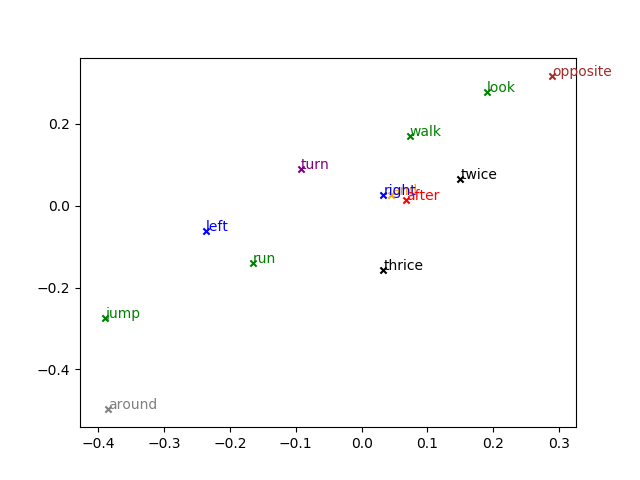 opposite
look
walk
turn
twice
right
after
left
run
thrice
jump
around
0.2
0.0
−0.2
−0.4
−0.4
−0.3
−0.2
−0.1
0.0
0.1
0.2
0.3